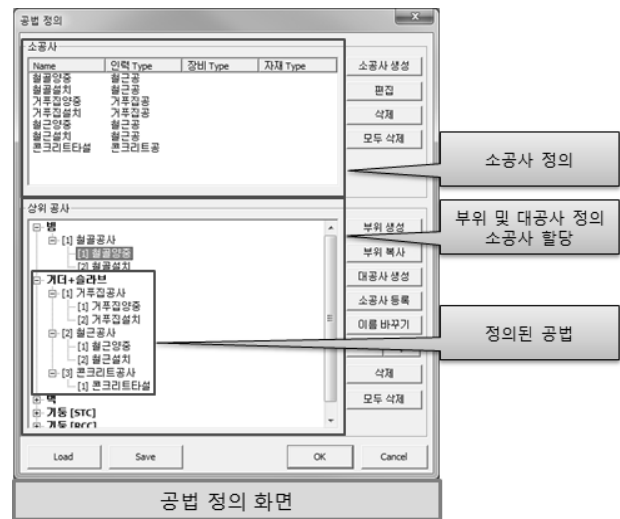 공법 정의
소공사
Name 인력 Type 장비 Type 자재 Type
철골양중 철근공
철골설치 철근공
거푸집양중 거푸집공
거푸집설치 거푸집공
철근양중 철근공
철근설치 철근공
콘크리트타설 콘크리트공
소공사 생성
편집
삭제
모두 삭제
소공사 정의
상위 공사
빔
[1] 철골공사
[1] 철골양중
[2] 철골설치
거더+슬라브
[1] 거푸집공사
[1] 거푸집양중
[2] 거푸집설치
[2] 철근공사
[1] 철근양중
[2] 철근설치
[3] 콘크리트공사
[1] 콘크리트타설
벽
기둥 [STC]
기둥 [RCC]
부위 생성
부위 복사
대공사 생성
소공사 등록
이름 바꾸기
삭제
모두 삭제
부위 및 대공사 정의
소공사 할당
정의된 공법
Load Save OK Cancel
공법 정의 화면